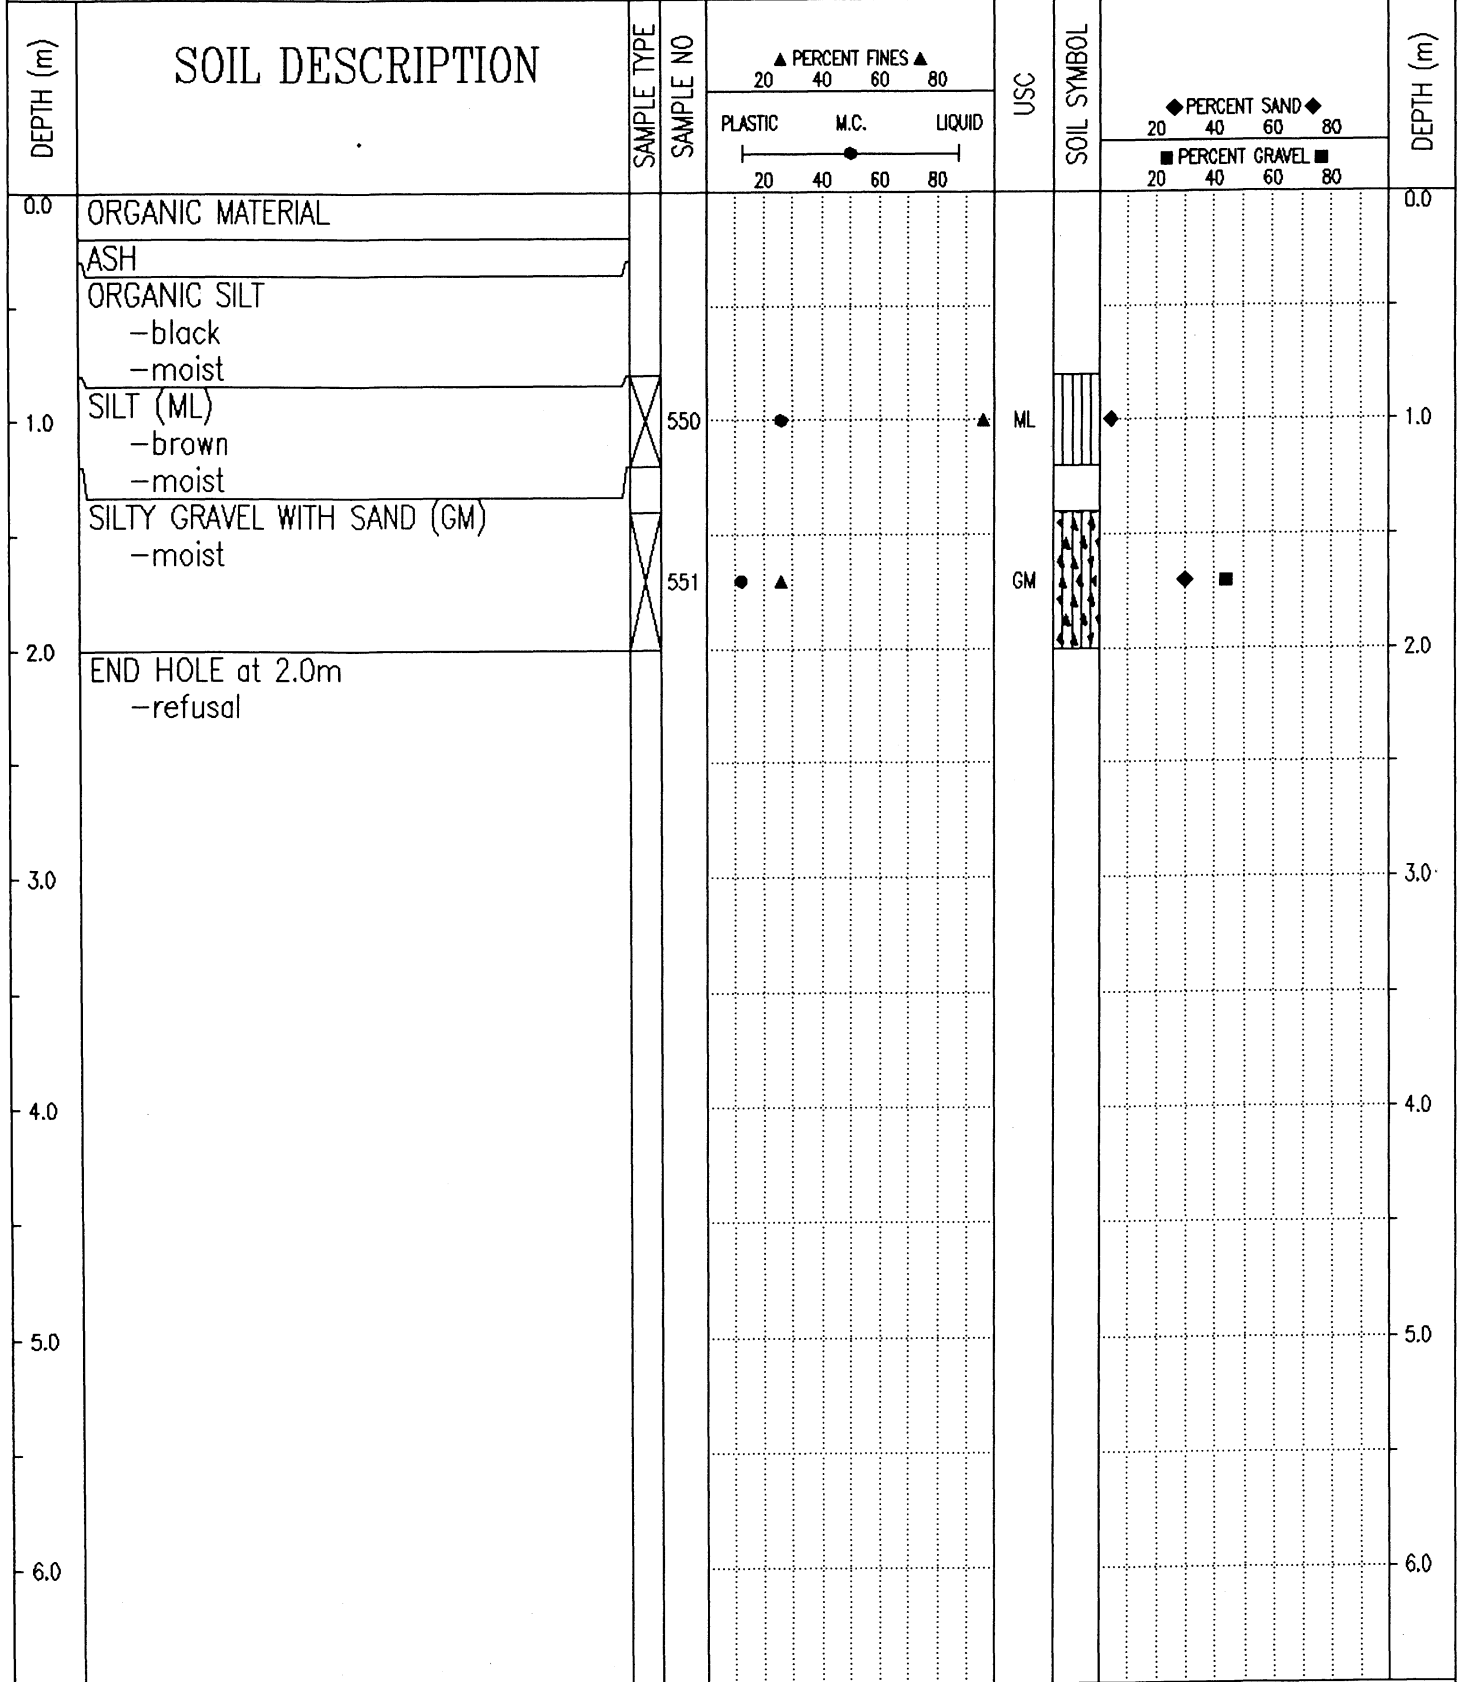 DEPTH (m)
SOIL DESCRIPTION
SAMPLE TYPE
SAMPLE NO
▲ PERCENT FINES ▲
20 40 60 80
PLASTIC M.C. LIQUID
20 40 60 80
USC
SOIL SYMBOL
◆ PERCENT SAND ◆
20 40 60 80
■ PERCENT GRAVEL ■
20 40 60 80
DEPTH (m)
0.0 ORGANIC MATERIAL 0.0
ASH
ORGANIC SILT
-black
-moist
SILT (ML)
1.0 550 ML 1.0
-brown
-moist
SILTY GRAVEL WITH SAND (GM)
-moist
551 GM
2.0 2.0
END HOLE at 2.0m
-refusal
3.0 3.0
4.0 4.0
5.0 5.0
6.0 6.0